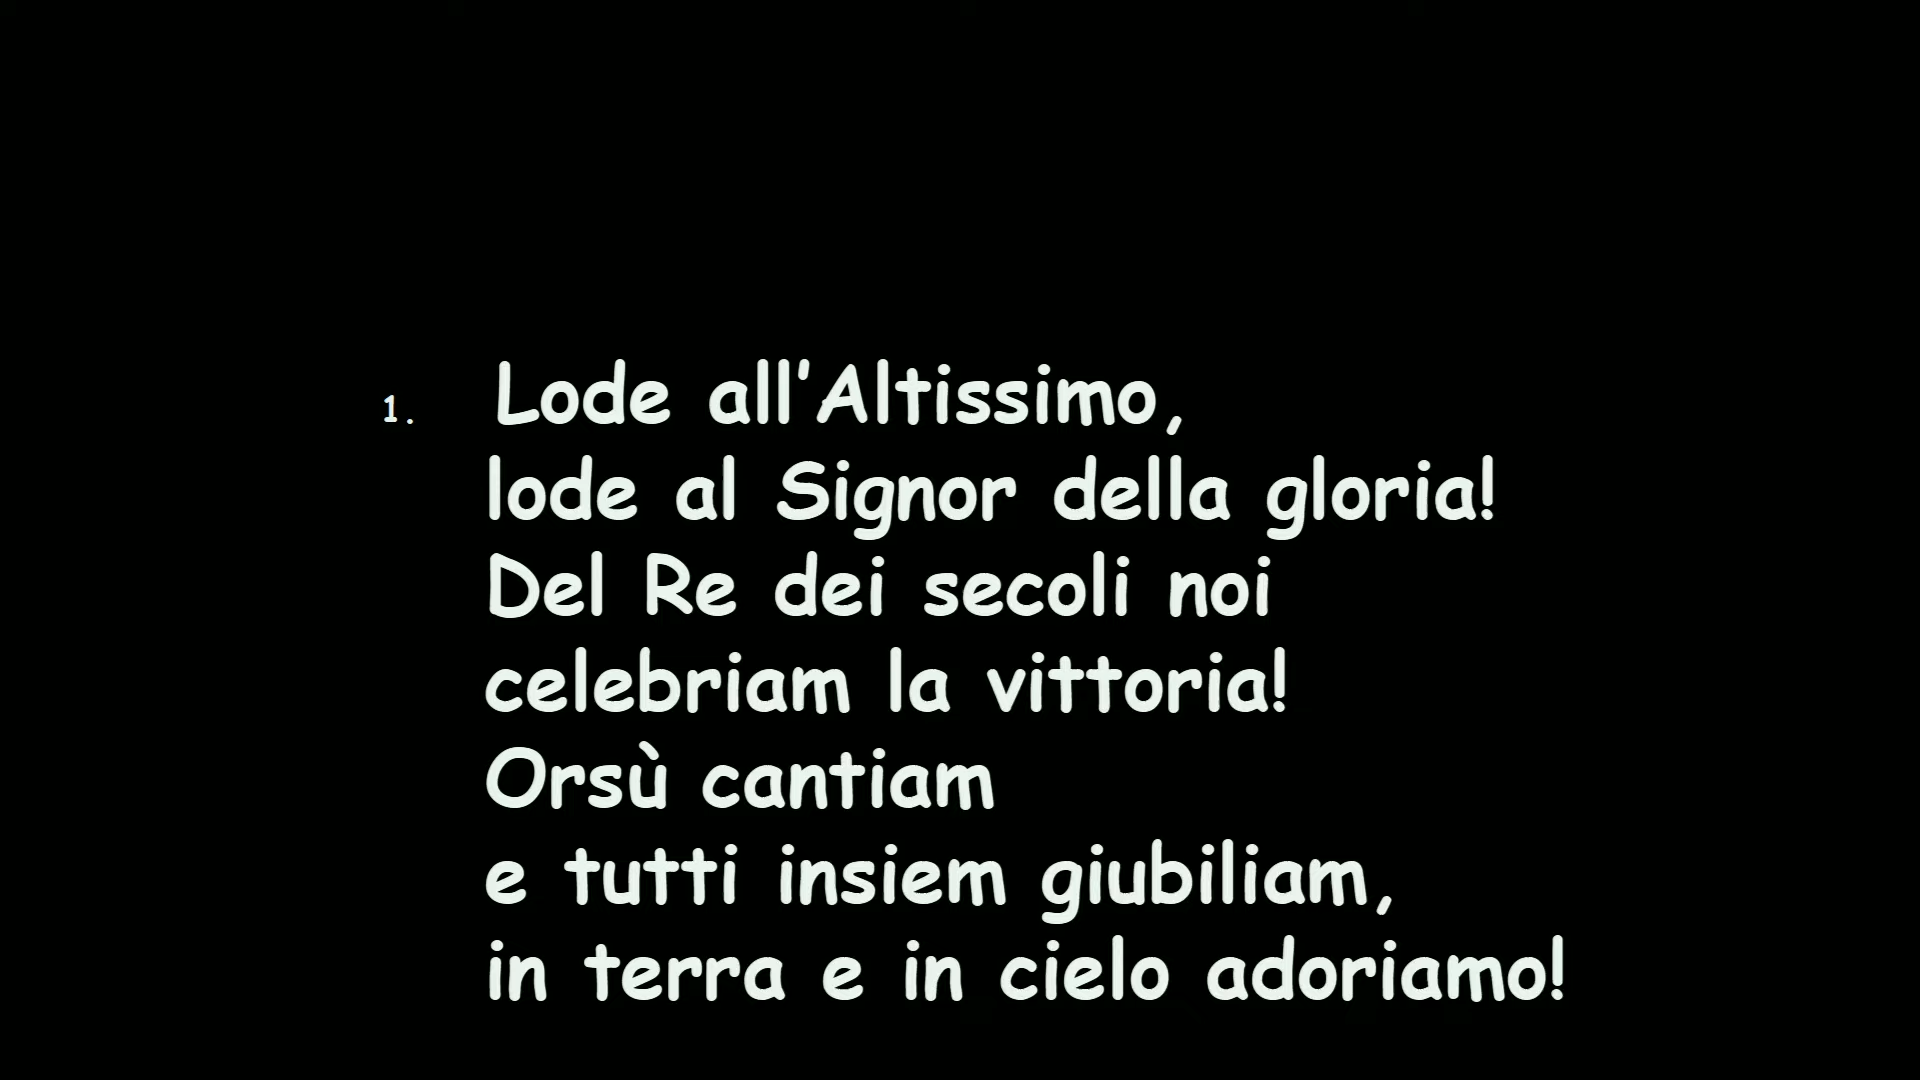 1. Lode all'Altissimo,
lode al Signor della gloria!
Del Re dei secoli noi
celebriam la vittoria!
Orsù cantiam
e tutti insiem giubiliam,
in terra e in cielo adoriamo!